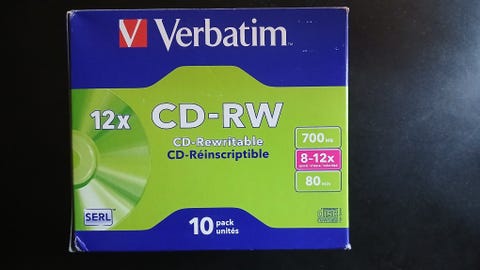 Verbatim
12x
CD-RW
CD-Rewritable
CD-Réinscriptible
700 MB
8-12x
80 min
SERL
10 pack
unités